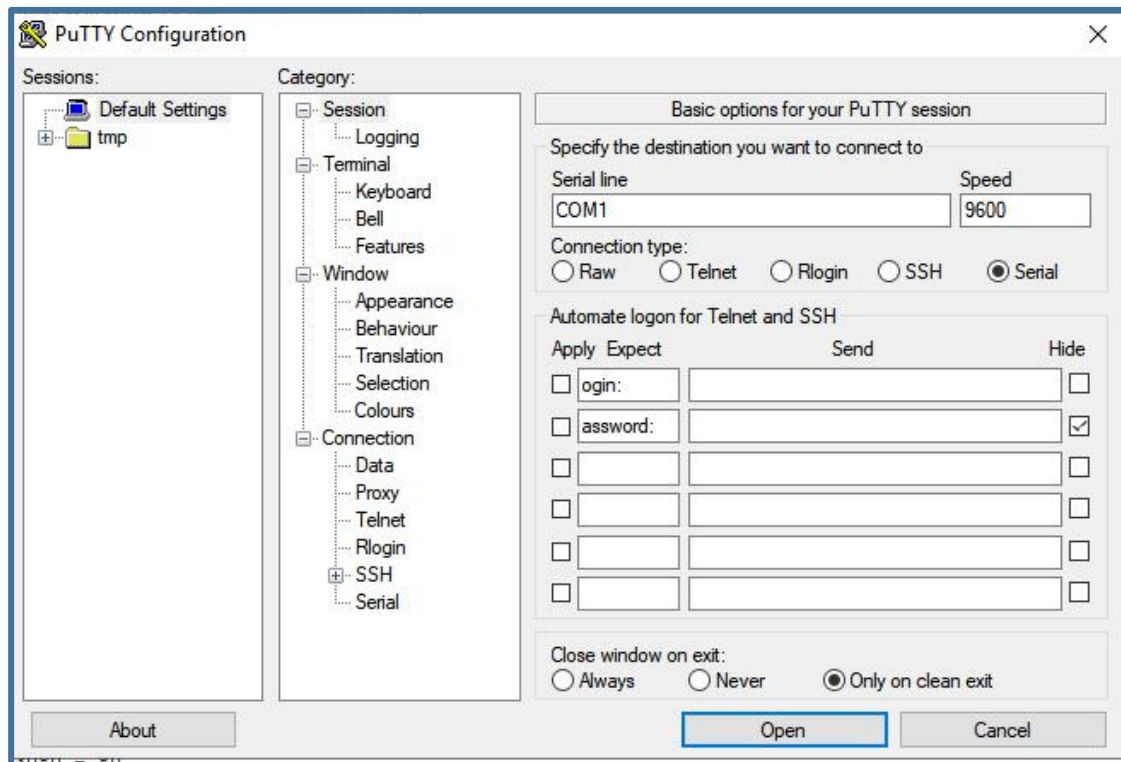 PuTTY Configuration
Sessions:
Default Settings
tmp
Category:
Session
Logging
Terminal
Keyboard
Bell
Features
Window
Appearance
Behaviour
Translation
Selection
Colours
Connection
Data
Proxy
Telnet
Rlogin
SSH
Serial
Basic options for your PuTTY session
Specify the destination you want to connect to
Serial line Speed
COM1 9600
Connection type:
Raw Telnet Rlogin SSH Serial
Automate logon for Telnet and SSH
Apply Expect Send Hide
ogin:
assword:
Close window on exit:
Always Never Only on clean exit
About Open Cancel